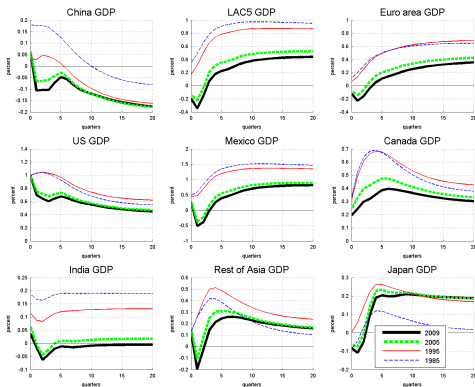 China GDP
LAC5 GDP
Euro area GDP
0.2
0.15
0.1
0.05
0
-0.05
-0.1
-0.15
-0.2
percent
0 5 10 15 20
quarters
1
0.8
0.6
0.4
0.2
0
-0.2
-0.4
percent
0 5 10 15 20
quarters
1
0.8
0.6
0.4
0.2
0
-0.2
-0.4
percent
0 5 10 15 20
quarters
US GDP
Mexico GDP
Canada GDP
1.4
1.2
1
0.8
0.6
0.4
0.2
0
percent
0 5 10 15 20
quarters
2
1.5
1
0.5
0
-0.5
-1
percent
0 5 10 15 20
quarters
0.7
0.6
0.5
0.4
0.3
0.2
0.1
0
percent
0 5 10 15 20
quarters
India GDP
Rest of Asia GDP
Japan GDP
0.25
0.2
0.15
0.1
0.05
0
-0.05
-0.1
percent
0 5 10 15 20
quarters
0.6
0.5
0.4
0.3
0.2
0.1
0
-0.1
-0.2
percent
0 5 10 15 20
quarters
0.3
0.2
0.1
0
-0.1
-0.2
percent
0 5 10 15 20
quarters
2009
2005
1995
1985